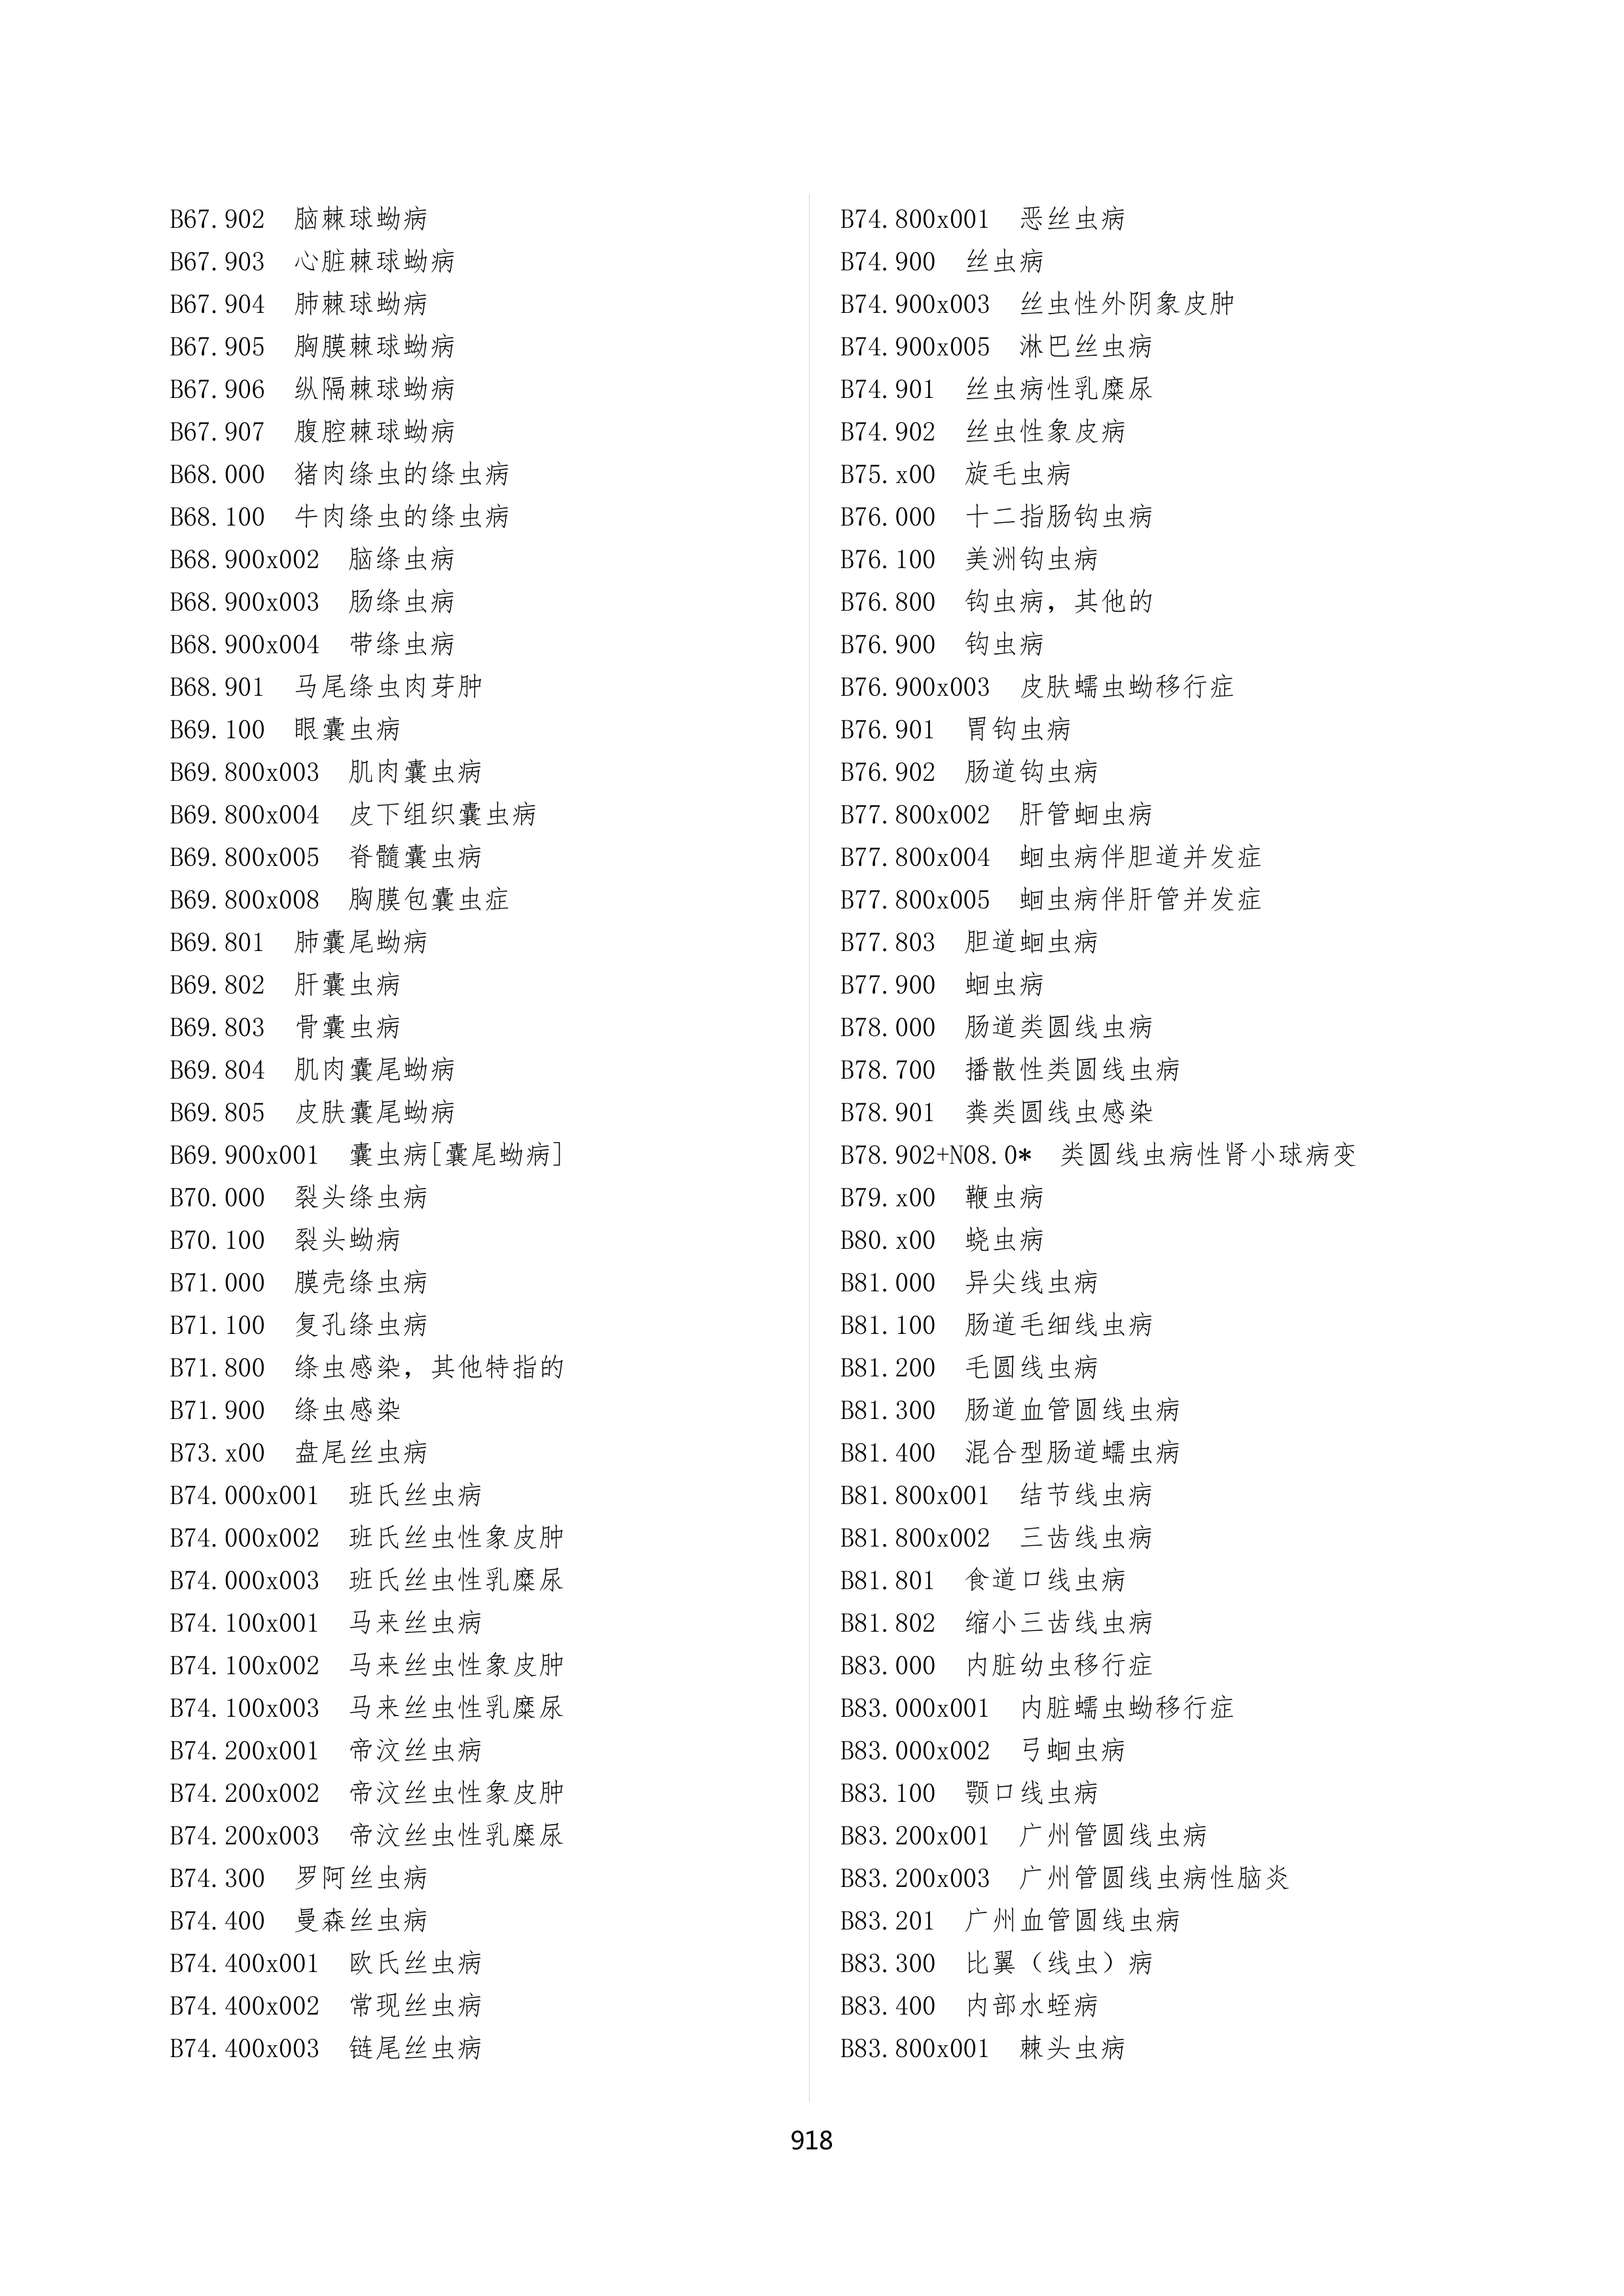 B67.902 脑棘球蚴病
B67.903 心脏棘球蚴病
B67.904 肺棘球蚴病
B67.905 胸膜棘球蚴病
B67.906 纵隔棘球蚴病
B67.907 腹腔棘球蚴病
B68.000 猪肉绦虫的绦虫病
B68.100 牛肉绦虫的绦虫病
B68.900x002 脑绦虫病
B68.900x003 肠绦虫病
B68.900x004 带绦虫病
B68.901 马尾绦虫肉芽肿
B69.100 眼囊虫病
B69.800x003 肌肉囊虫病
B69.800x004 皮下组织囊虫病
B69.800x005 脊髓囊虫病
B69.800x008 胸膜包囊虫症
B69.801 肺囊尾蚴病
B69.802 肝囊虫病
B69.803 骨囊虫病
B69.804 肌肉囊尾蚴病
B69.805 皮肤囊尾蚴病
B69.900x001 囊虫病[囊尾蚴病]
B70.000 裂头绦虫病
B70.100 裂头蚴病
B71.000 膜壳绦虫病
B71.100 复孔绦虫病
B71.800 绦虫感染，其他特指的
B71.900 绦虫感染
B73.x00 盘尾丝虫病
B74.000x001 班氏丝虫病
B74.000x002 班氏丝虫性象皮肿
B74.000x003 班氏丝虫性乳糜尿
B74.100x001 马来丝虫病
B74.100x002 马来丝虫性象皮肿
B74.100x003 马来丝虫性乳糜尿
B74.200x001 帝汶丝虫病
B74.200x002 帝汶丝虫性象皮肿
B74.200x003 帝汶丝虫性乳糜尿
B74.300 罗阿丝虫病
B74.400 曼森丝虫病
B74.400x001 欧氏丝虫病
B74.400x002 常现丝虫病
B74.400x003 链尾丝虫病
B74.800x001 恶丝虫病
B74.900 丝虫病
B74.900x003 丝虫性外阴象皮肿
B74.900x005 淋巴丝虫病
B74.901 丝虫病性乳糜尿
B74.902 丝虫性象皮病
B75.x00 旋毛虫病
B76.000 十二指肠钩虫病
B76.100 美洲钩虫病
B76.800 钩虫病，其他的
B76.900 钩虫病
B76.900x003 皮肤蠕虫蚴移行症
B76.901 胃钩虫病
B76.902 肠道钩虫病
B77.800x002 肝管蛔虫病
B77.800x004 蛔虫病伴胆道并发症
B77.800x005 蛔虫病伴肝管并发症
B77.803 胆道蛔虫病
B77.900 蛔虫病
B78.000 肠道类圆线虫病
B78.700 播散性类圆线虫病
B78.901 粪类圆线虫感染
B78.902+N08.0* 类圆线虫病性肾小球病变
B79.x00 鞭虫病
B80.x00 蛲虫病
B81.000 异尖线虫病
B81.100 肠道毛细线虫病
B81.200 毛圆线虫病
B81.300 肠道血管圆线虫病
B81.400 混合型肠道蠕虫病
B81.800x001 结节线虫病
B81.800x002 三齿线虫病
B81.801 食道口线虫病
B81.802 缩小三齿线虫病
B83.000 内脏幼虫移行症
B83.000x001 内脏蠕虫蚴移行症
B83.000x002 弓蛔虫病
B83.100 颚口线虫病
B83.200x001 广州管圆线虫病
B83.200x003 广州管圆线虫病性脑炎
B83.201 广州血管圆线虫病
B83.300 比翼（线虫）病
B83.400 内部水蛭病
B83.800x001 棘头虫病
918